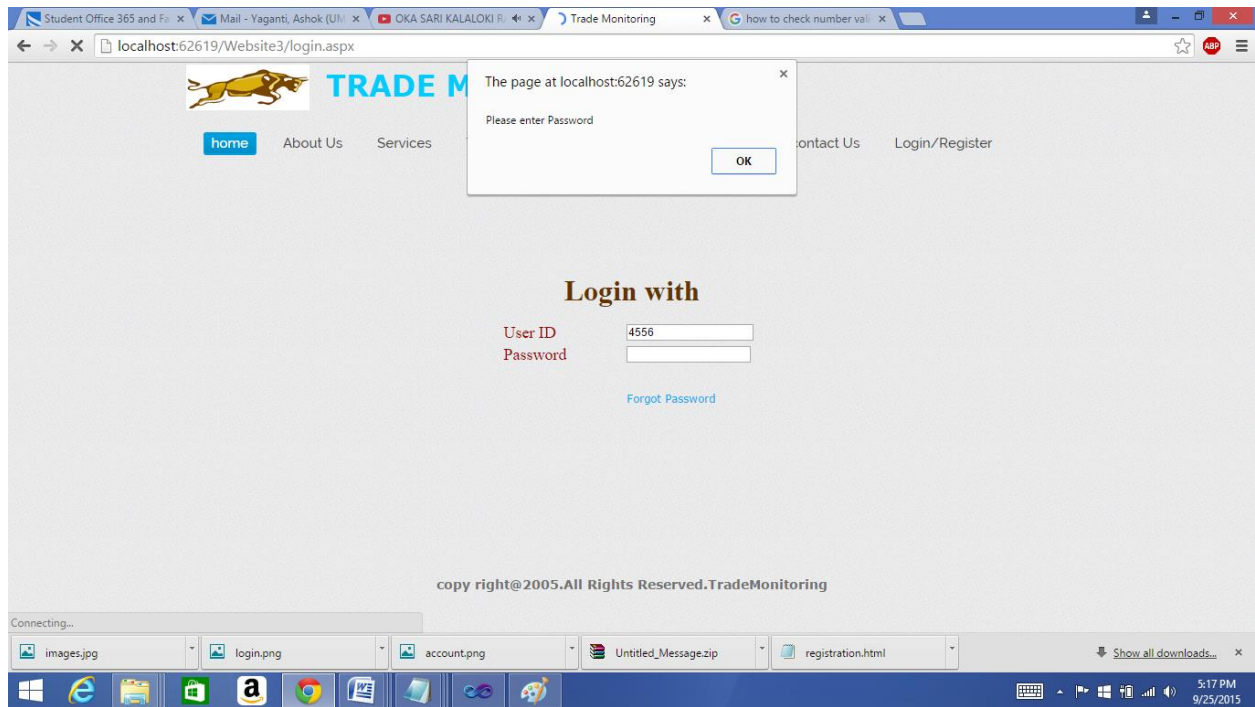 Student Office 365 and Fa
Mail - Yaganti, Ashok (UM
OKA SARI KALALOKI R
Trade Monitoring
how to check number vali
localhost:62619/Website3/login.aspx
ABP
TRADE M
The page at localhost:62619 says:
Please enter Password
OK
home About Us Services ontact Us Login/Register
Login with
User ID 4556
Password
Forgot Password
copy right@2005.All Rights Reserved.TradeMonitoring
Connecting...
images.jpg login.png account.png Untitled_Message.zip registration.html Show all downloads...
5:17 PM
9/25/2015